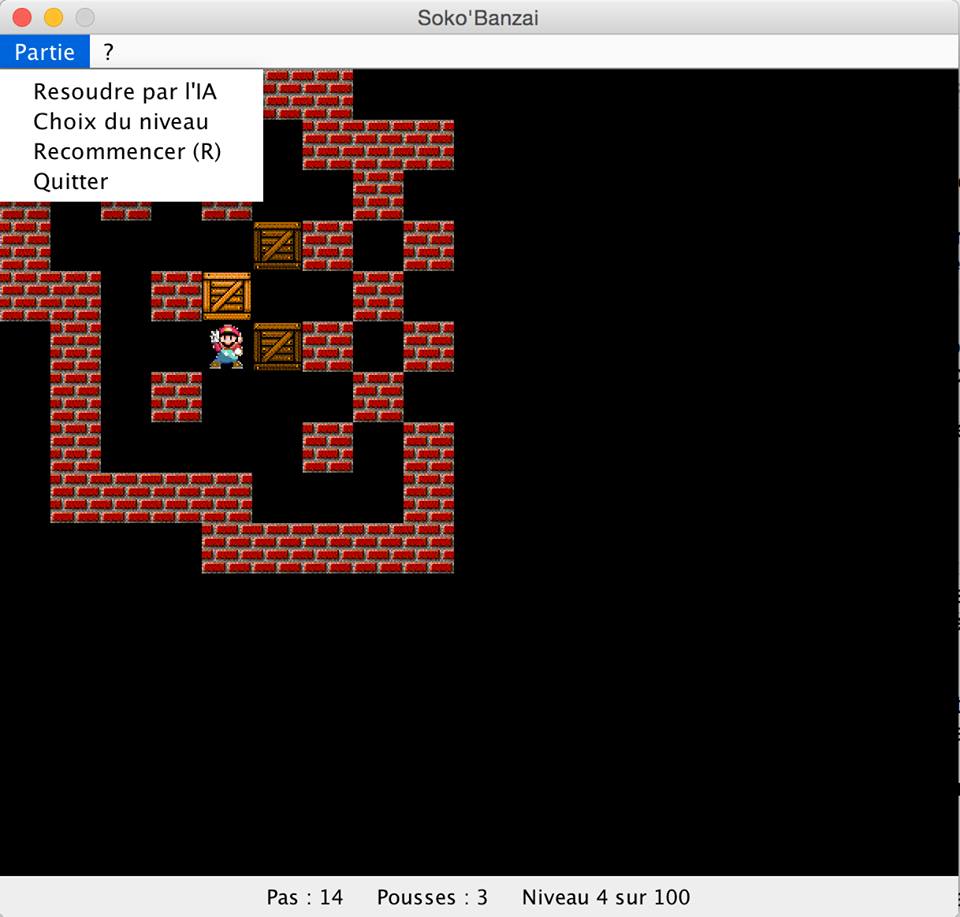 Soko'Banzai
Partie ?
Resoudre par l'IA
Choix du niveau
Recommencer (R)
Quitter
Pas : 14 Pousses : 3 Niveau 4 sur 100